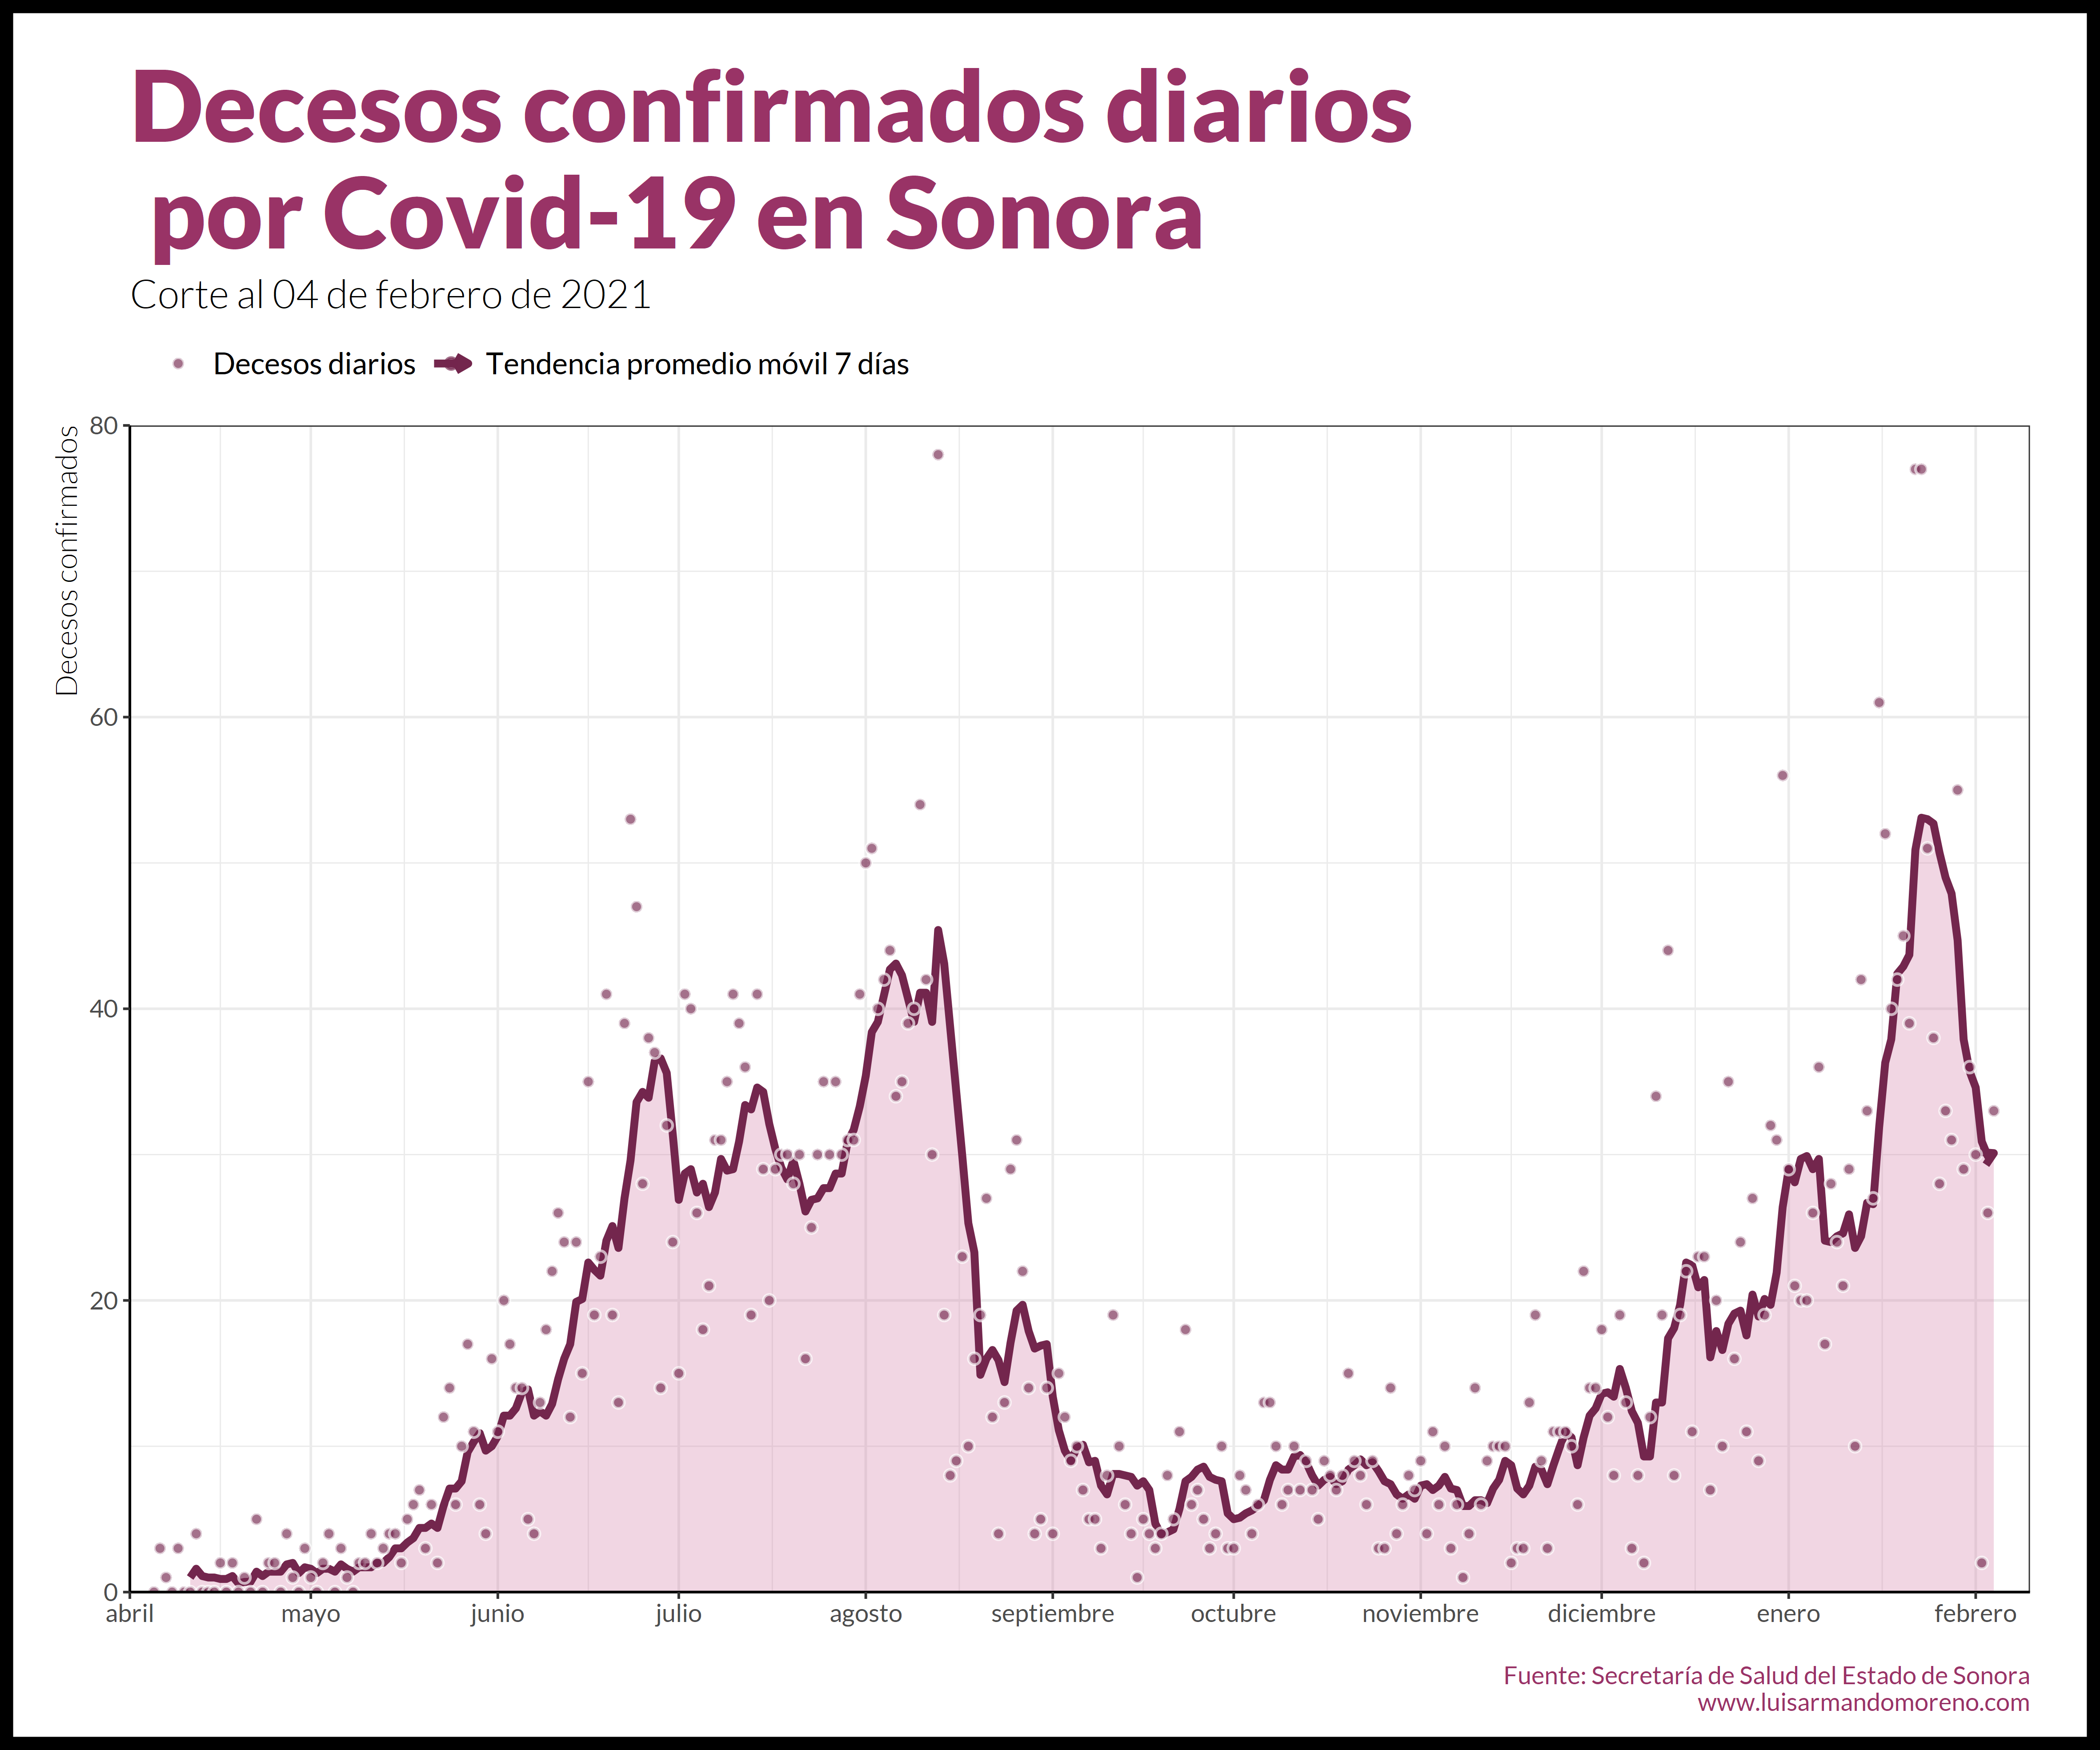 Decesos confirmados diarios
por Covid-19 en Sonora
Corte al 04 de febrero de 2021
Decesos diarios Tendencia promedio móvil 7 días
Decesos confirmados
80
60
40
20
0
abril mayo junio julio agosto septiembre octubre noviembre diciembre enero febrero
Fuente: Secretaría de Salud del Estado de Sonora
www.luisarmandomoreno.com